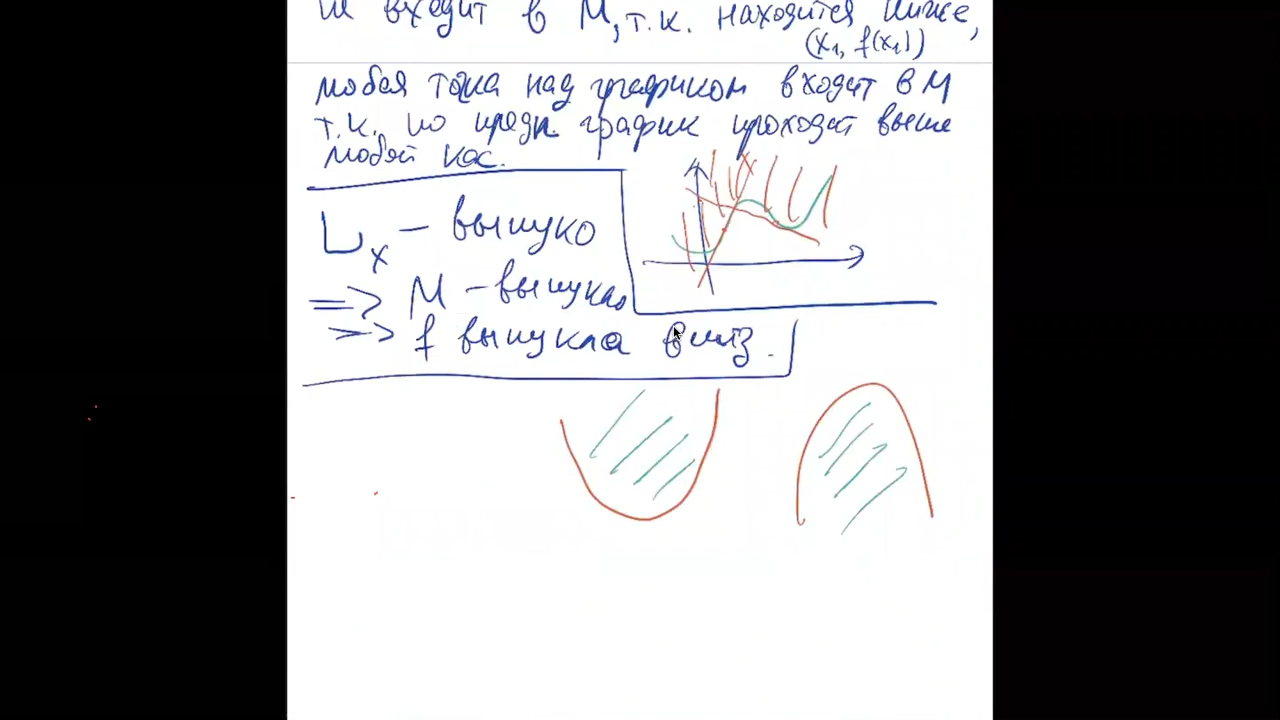 не входит в M, т.к. находится ниже,
(x₁, f(x₁))
любая точка над графиком входит в M
т.к. по предп. график проходит выше
любой кас.
Lₓ – выпукло
=> M – выпукло
=> f выпукла вниз.